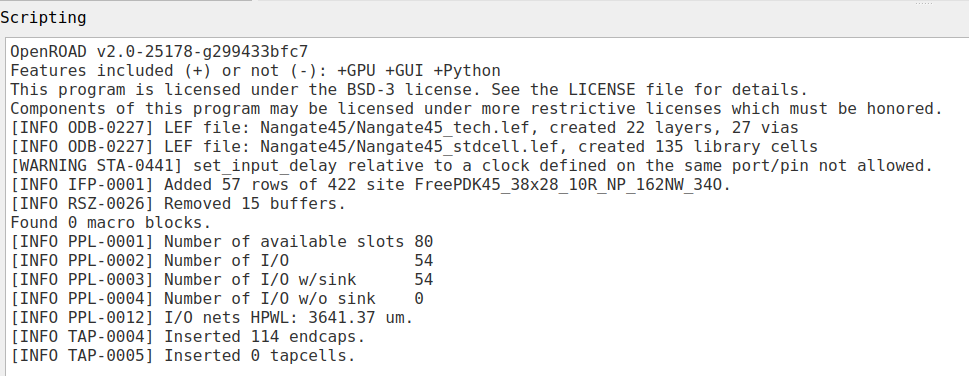 Scripting
OpenROAD v2.0-25178-g299433bfc7
Features included (+) or not (-): +GPU +GUI +Python
This program is licensed under the BSD-3 license. See the LICENSE file for details.
Components of this program may be licensed under more restrictive licenses which must be honored.
[INFO ODB-0227] LEF file: Nangate45/Nangate45_tech.lef, created 22 layers, 27 vias
[INFO ODB-0227] LEF file: Nangate45/Nangate45_stdcell.lef, created 135 library cells
[WARNING STA-0441] set_input_delay relative to a clock defined on the same port/pin not allowed.
[INFO IFP-0001] Added 57 rows of 422 site FreePDK45_38x28_10R_NP_162NW_34O.
[INFO RSZ-0026] Removed 15 buffers.
Found 0 macro blocks.
[INFO PPL-0001] Number of available slots 80
[INFO PPL-0002] Number of I/O             54
[INFO PPL-0003] Number of I/O w/sink      54
[INFO PPL-0004] Number of I/O w/o sink    0
[INFO PPL-0012] I/O nets HPWL: 3641.37 um.
[INFO TAP-0004] Inserted 114 endcaps.
[INFO TAP-0005] Inserted 0 tapcells.